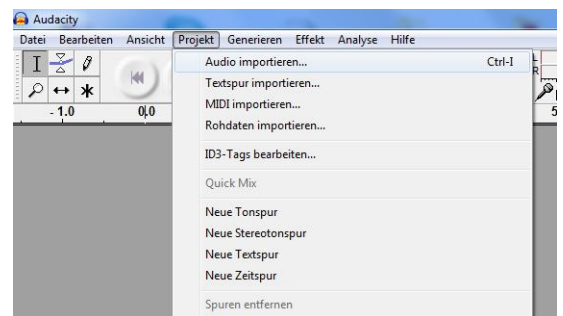 Audacity
Datei Bearbeiten Ansicht Projekt Generieren Effekt Analyse Hilfe
Audio importieren... Ctrl-I
Textspur importieren...
MIDI importieren...
Rohdaten importieren...
ID3-Tags bearbeiten...
Quick Mix
Neue Tonspur
Neue Stereotonspur
Neue Textspur
Neue Zeitspur
Spuren entfernen
L
R
- 1.0 0,0 5